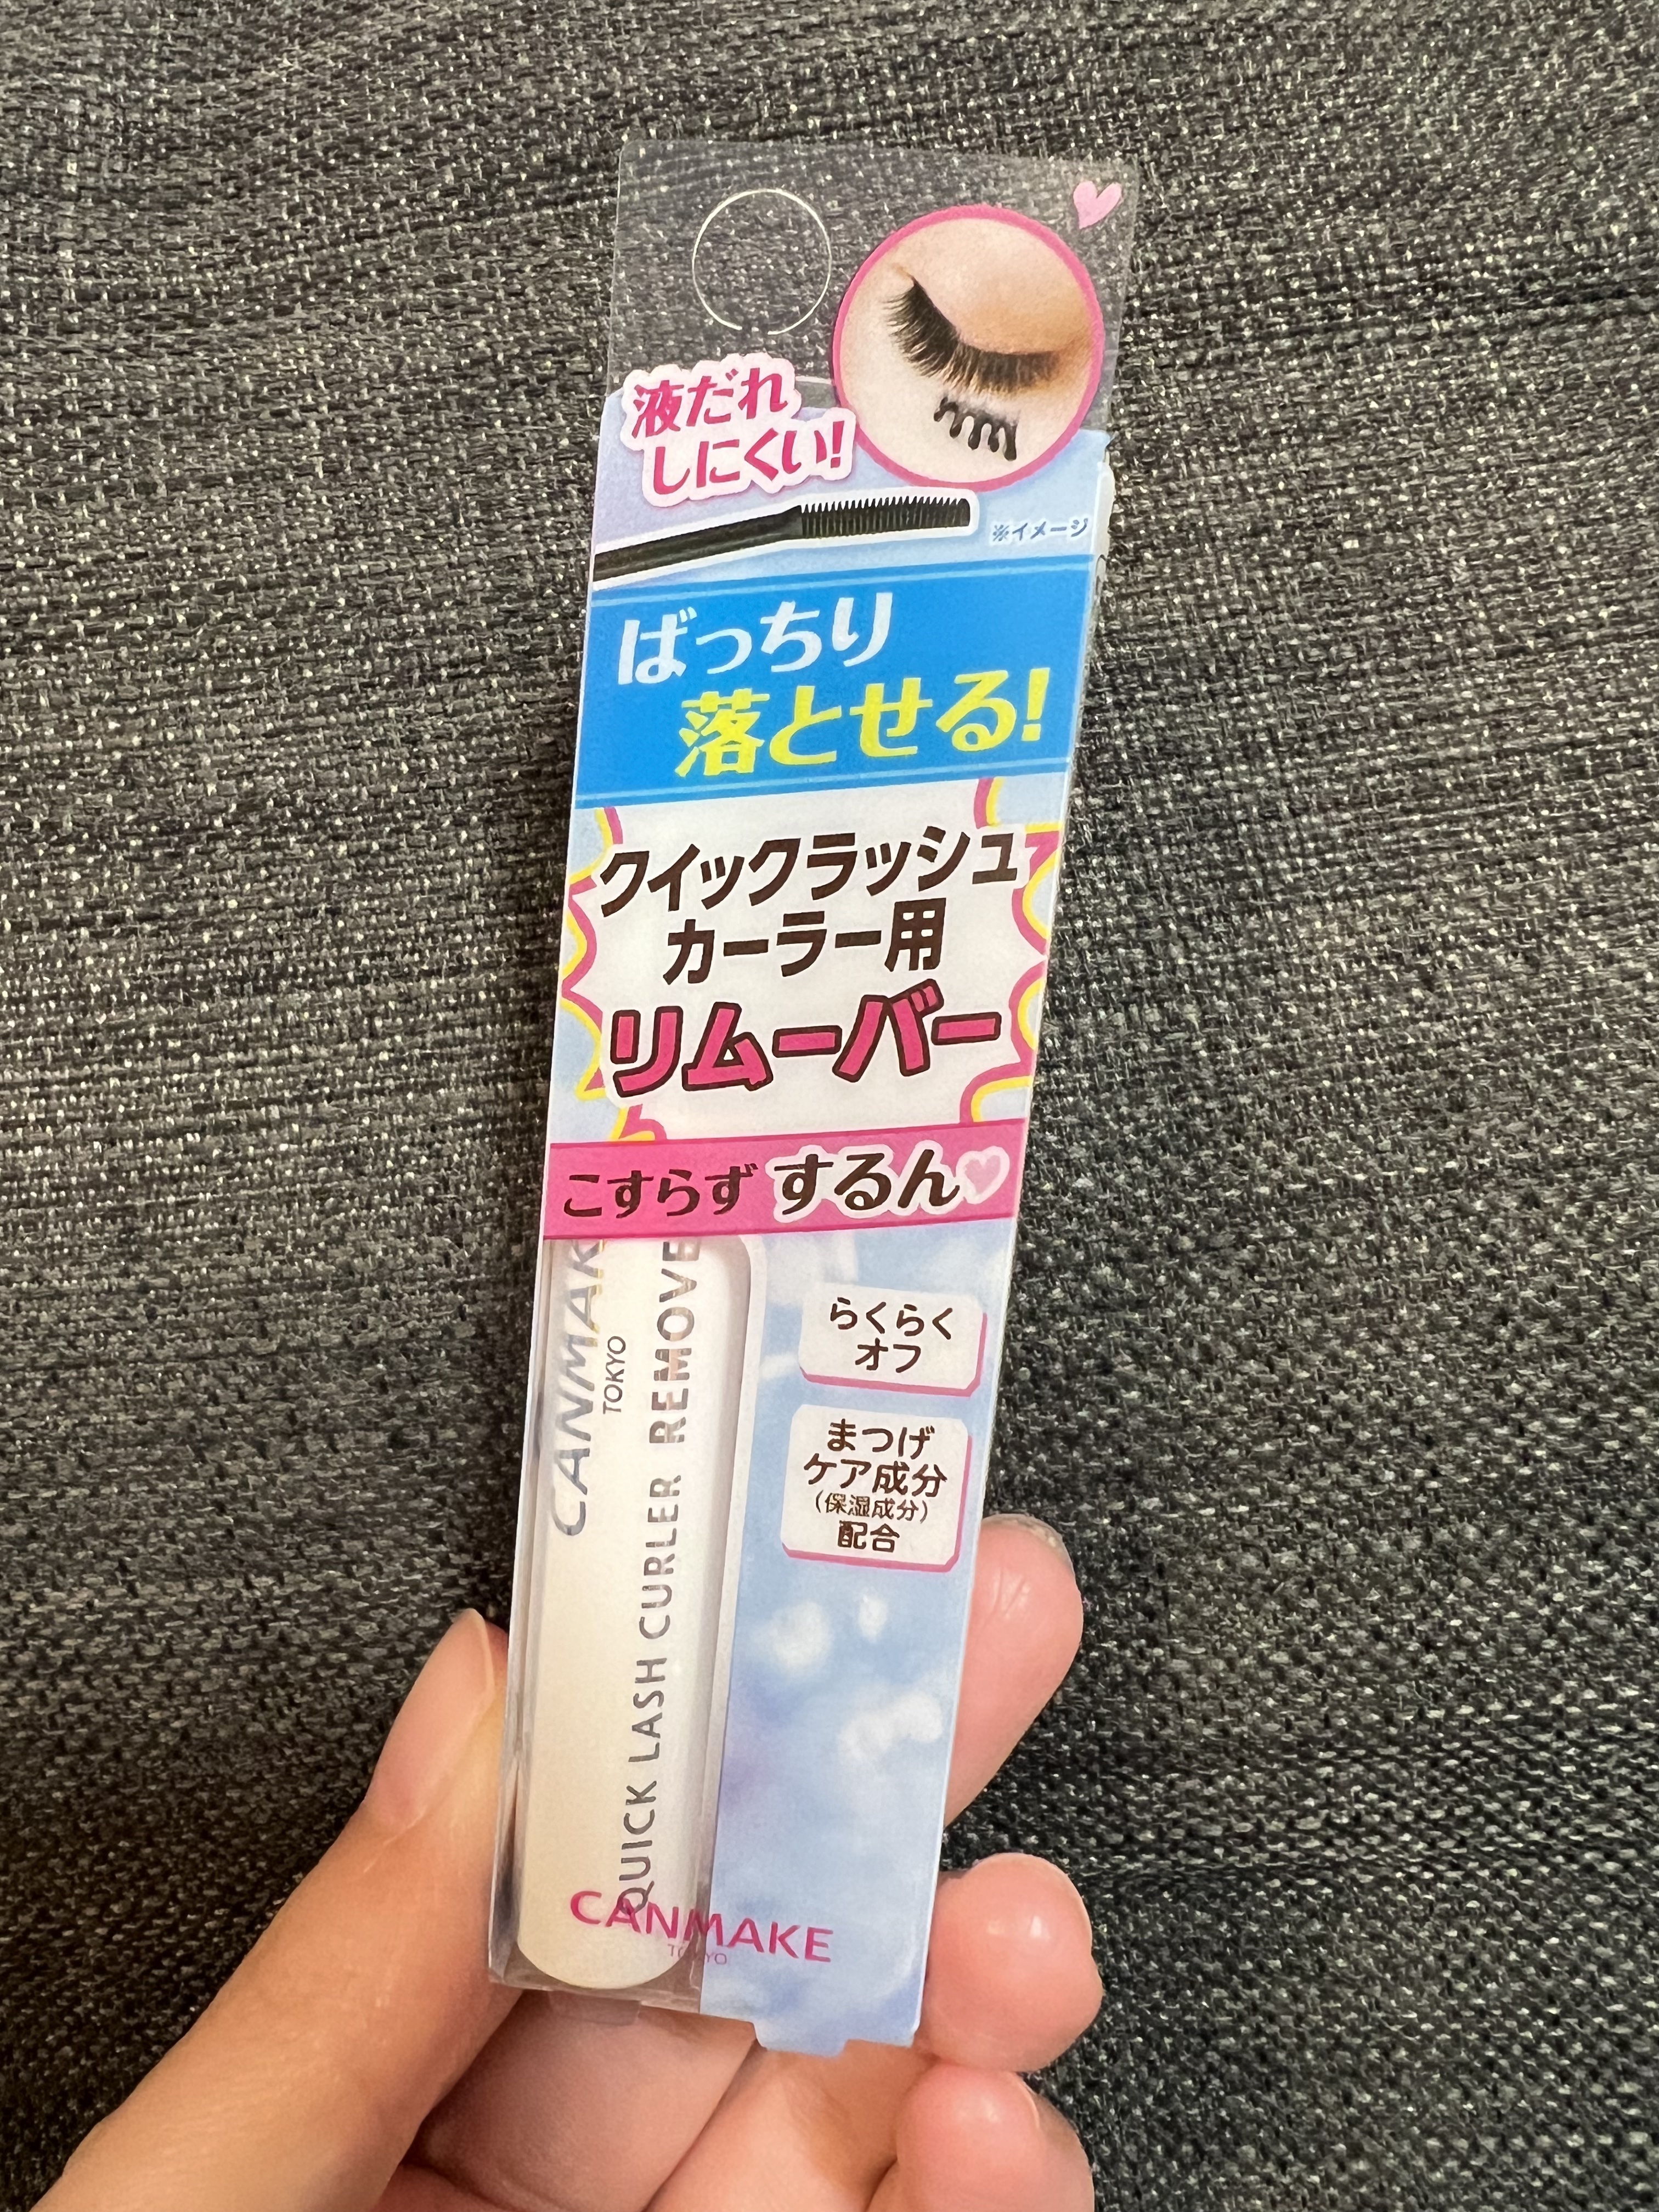 液だれ
しにくい!
※イメージ
ばっちり
落とせる!
クイックラッシュ
カーラー用
リムーバー
こすらず するん
CANMAK
TOKYO
QUICK LASH CURLER REMOVE
らくらく
オフ
まつげ
ケア成分
(保湿成分)
配合
CANMAKE
TOKYO